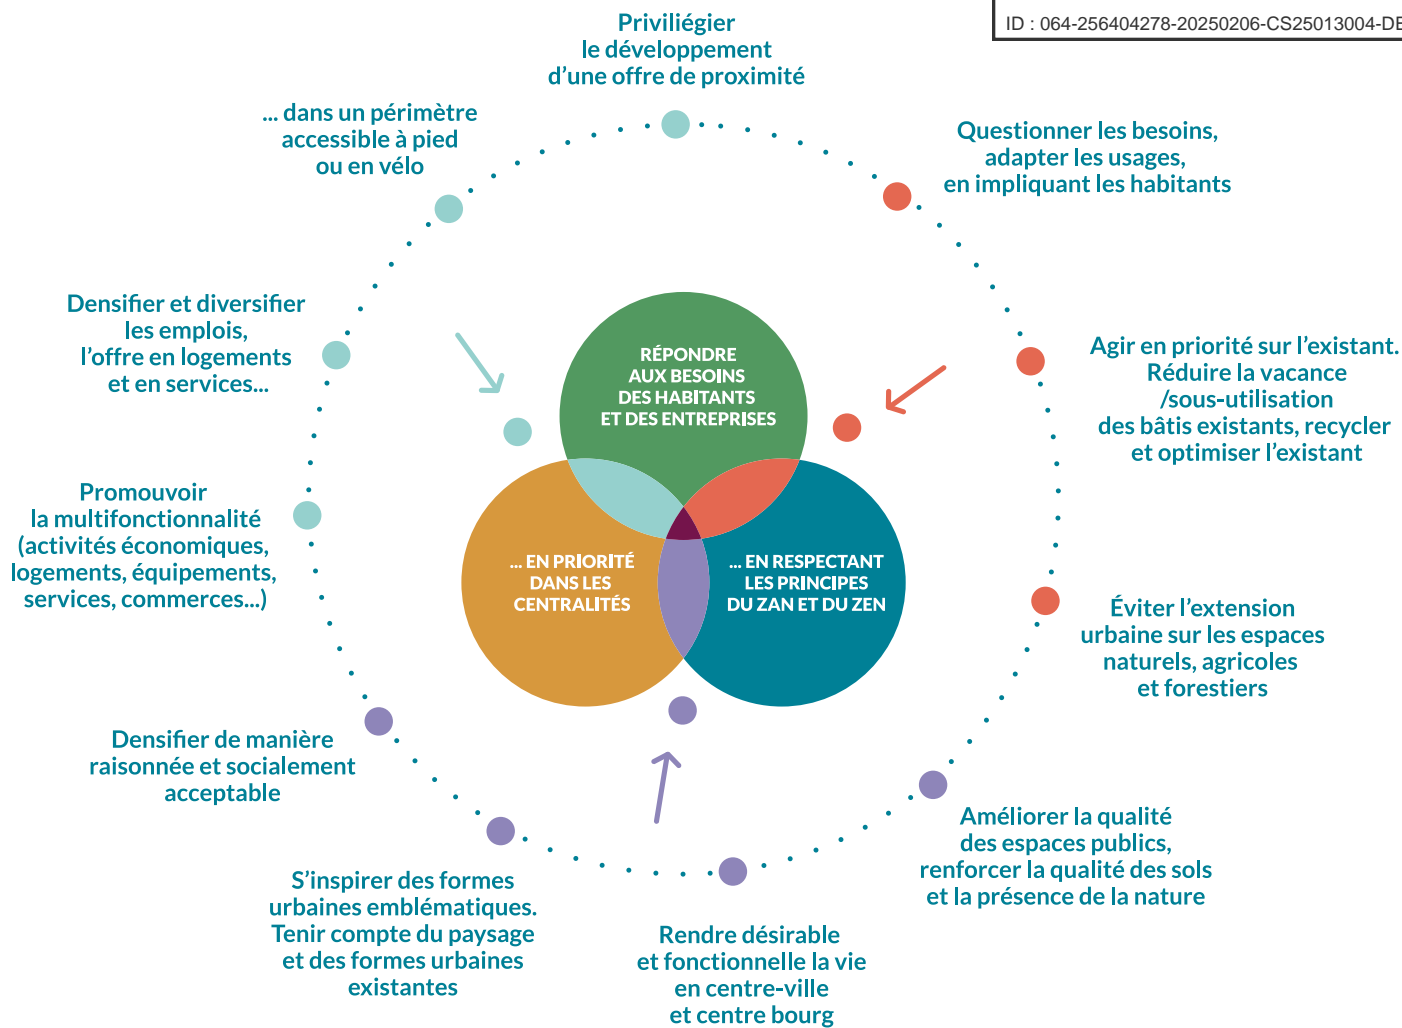 ID : 064-256404278-20250206-CS25013004-DE
Priviliégier
le développement
d'une offre de proximité
... dans un périmètre
accessible à pied
ou en vélo
Questionner les besoins,
adapter les usages,
en impliquant les habitants
Densifier et diversifier
les emplois,
l'offre en logements
et en services...
RÉPONDRE
AUX BESOINS
DES HABITANTS
ET DES ENTREPRISES
Agir en priorité sur l'existant.
Réduire la vacance
/sous-utilisation
des bâtis existants, recycler
et optimiser l'existant
Promouvoir
la multifonctionnalité
(activités économiques,
logements, équipements,
services, commerces...)
... EN PRIORITÉ
DANS LES
CENTRALITÉS
... EN RESPECTANT
LES PRINCIPES
DU ZAN ET DU ZEN
Éviter l'extension
urbaine sur les espaces
naturels, agricoles
et forestiers
Densifier de manière
raisonnée et socialement
acceptable
Améliorer la qualité
des espaces publics,
renforcer la qualité des sols
et la présence de la nature
S'inspirer des formes
urbaines emblématiques.
Tenir compte du paysage
et des formes urbaines
existantes
Rendre désirable
et fonctionnelle la vie
en centre-ville
et centre bourg